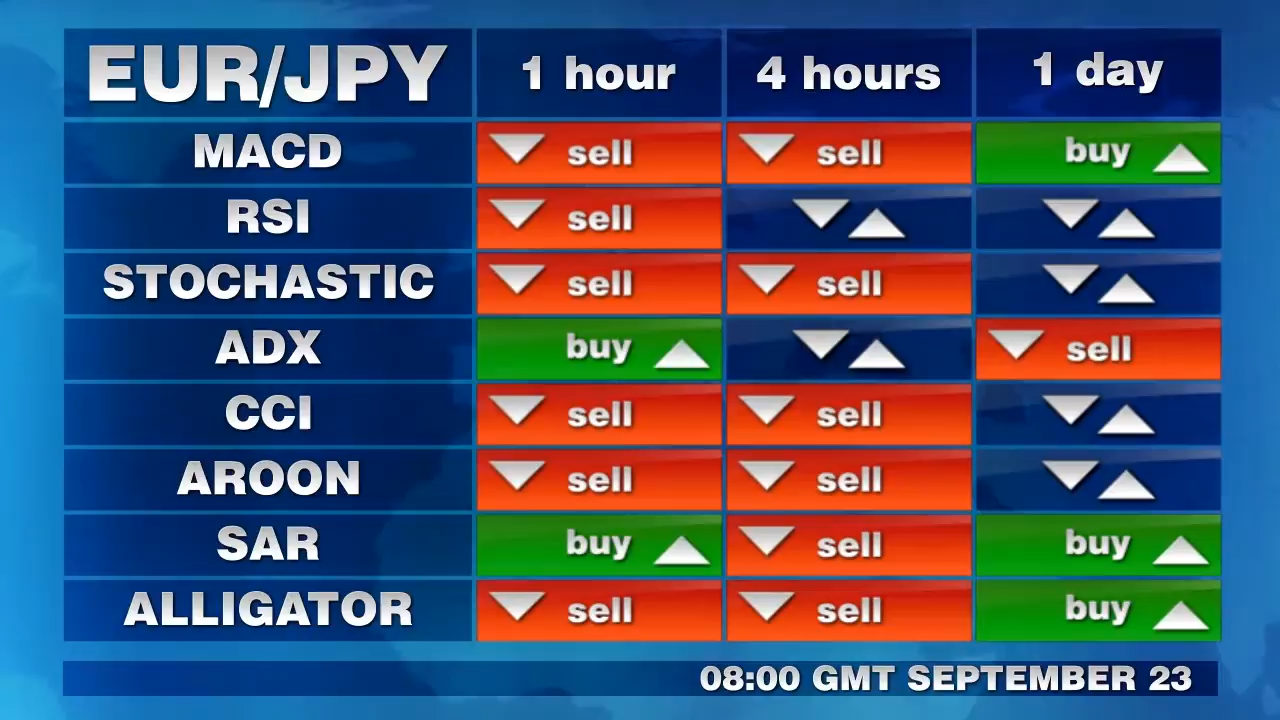 EUR/JPY 1 hour 4 hours 1 day
MACD sell sell buy
RSI sell
STOCHASTIC sell sell
ADX buy sell
CCI sell sell
AROON sell sell
SAR buy sell buy
ALLIGATOR sell sell buy
08:00 GMT SEPTEMBER 23